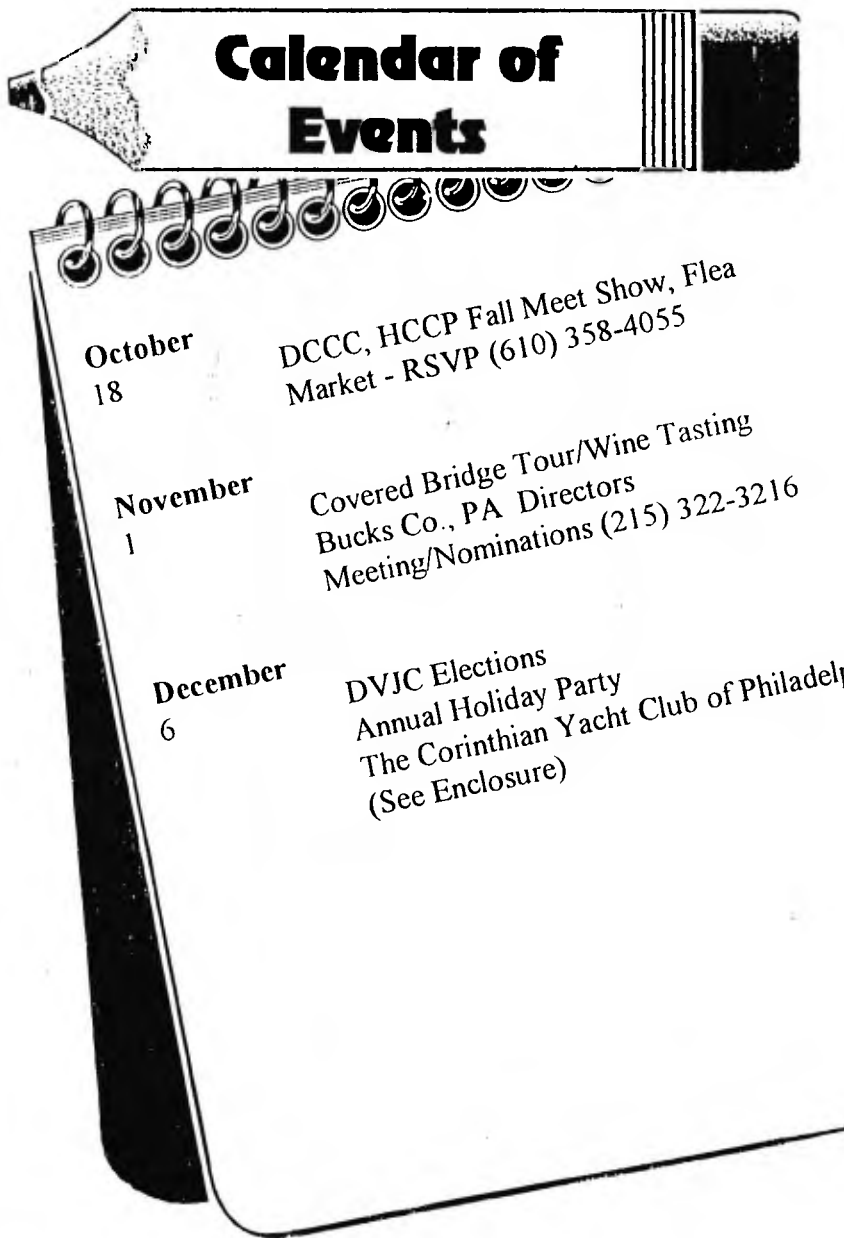 Calendar of
Events
October
18
DCCC, HCCP Fall Meet Show, Flea
Market - RSVP (610) 358-4055
November
1
Covered Bridge Tour/Wine Tasting
Bucks Co., PA Directors
Meeting/Nominations (215) 322-3216
December
6
DVJC Elections
Annual Holiday Party
The Corinthian Yacht Club of
(See Enclosure)